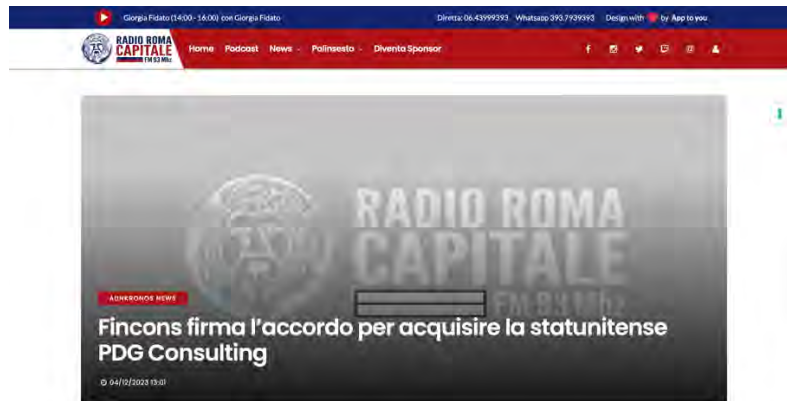 Giorgia Fidato (14:00 - 16:00) con Giorgia Fidato Diretta: 06.43999393 Whatsapp 393.7939393 Design with by App to you
RADIO ROMA
CAPITALE
FM 93 Mhz
Home Podcast News Palinsesto Diventa Sponsor
RADIO ROMA
CAPITALE
FM 93 Mhz
ADNKRONOS NEWS
Fincons firma l'accordo per acquisire la statunitense
PDG Consulting
04/12/2023 13:01